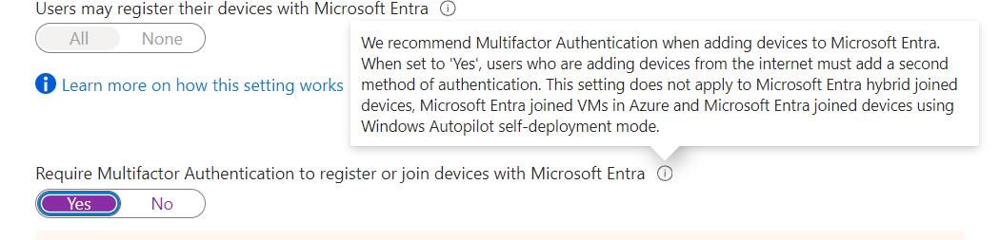 Users may register their devices with Microsoft Entra
All None
Learn more on how this setting works
We recommend Multifactor Authentication when adding devices to Microsoft Entra.
When set to 'Yes', users who are adding devices from the internet must add a second
method of authentication. This setting does not apply to Microsoft Entra hybrid joined
devices, Microsoft Entra joined VMs in Azure and Microsoft Entra joined devices using
Windows Autopilot self-deployment mode.
Require Multifactor Authentication to register or join devices with Microsoft Entra
Yes No